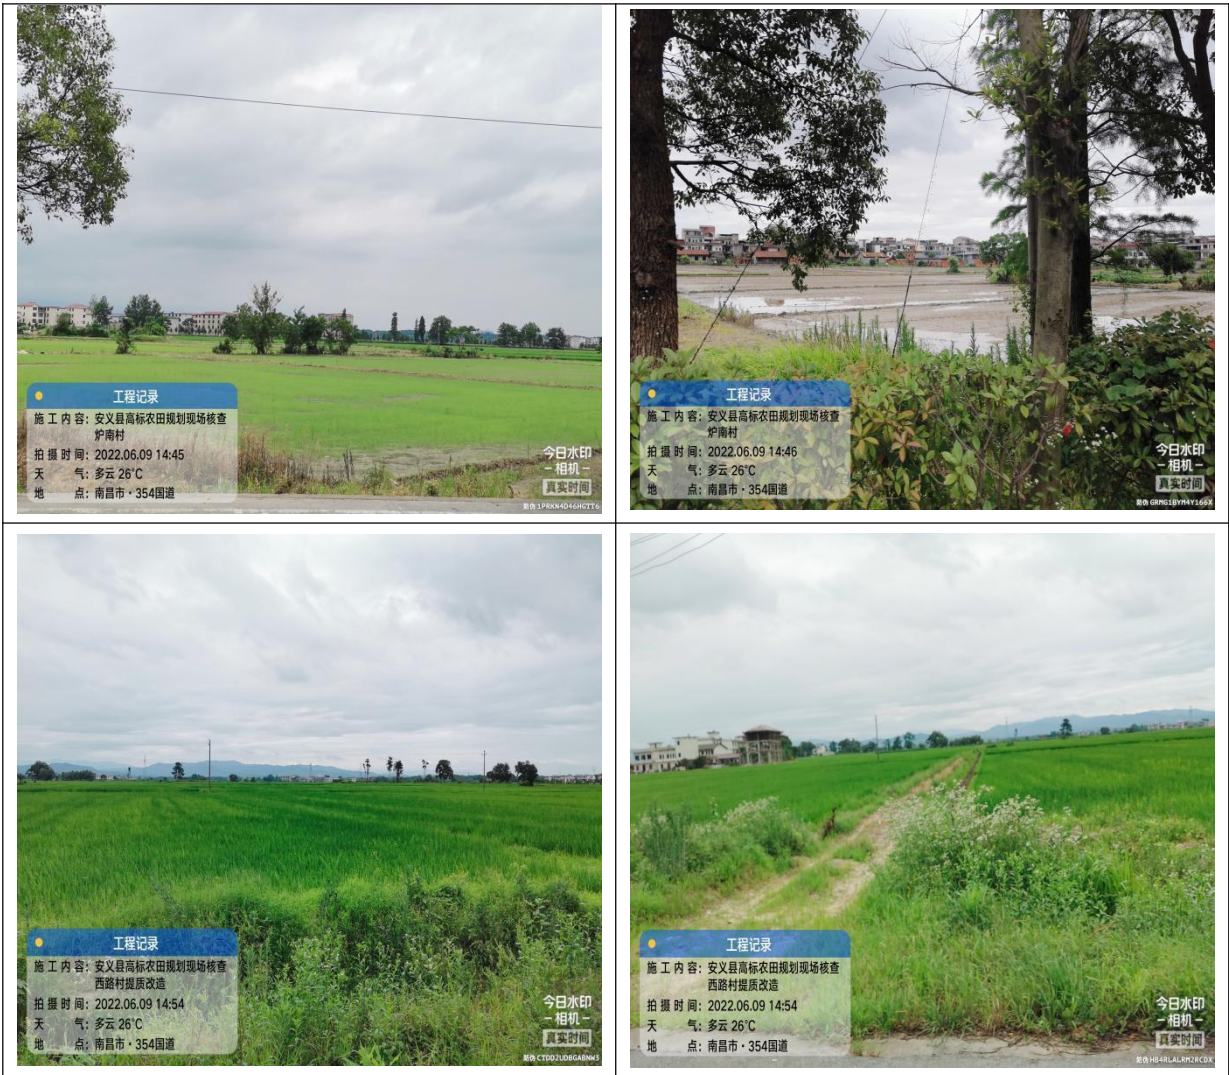 工程记录
施工内容：安义县高标农田规划现场核查
炉南村
拍摄时间：2022.06.09 14:45
天　　气：多云 26℃
地　　点：南昌市·354国道
今日水印
-相机-
真实时间
防伪 1PRKN4D46HGTT6
工程记录
施工内容：安义县高标农田规划现场核查
炉南村
拍摄时间：2022.06.09 14:46
天　　气：多云 26℃
地　　点：南昌市·354国道
今日水印
-相机-
真实时间
防伪 GRMG1BYM4Y166X
工程记录
施工内容：安义县高标农田规划现场核查
西路村提质改造
拍摄时间：2022.06.09 14:54
天　　气：多云 26℃
地　　点：南昌市·354国道
今日水印
-相机-
真实时间
防伪 CTDD2UDBGABNW3
工程记录
施工内容：安义县高标农田规划现场核查
西路村提质改造
拍摄时间：2022.06.09 14:54
天　　气：多云 26℃
地　　点：南昌市·354国道
今日水印
-相机-
真实时间
防伪 HB4RLALRM2RCDX